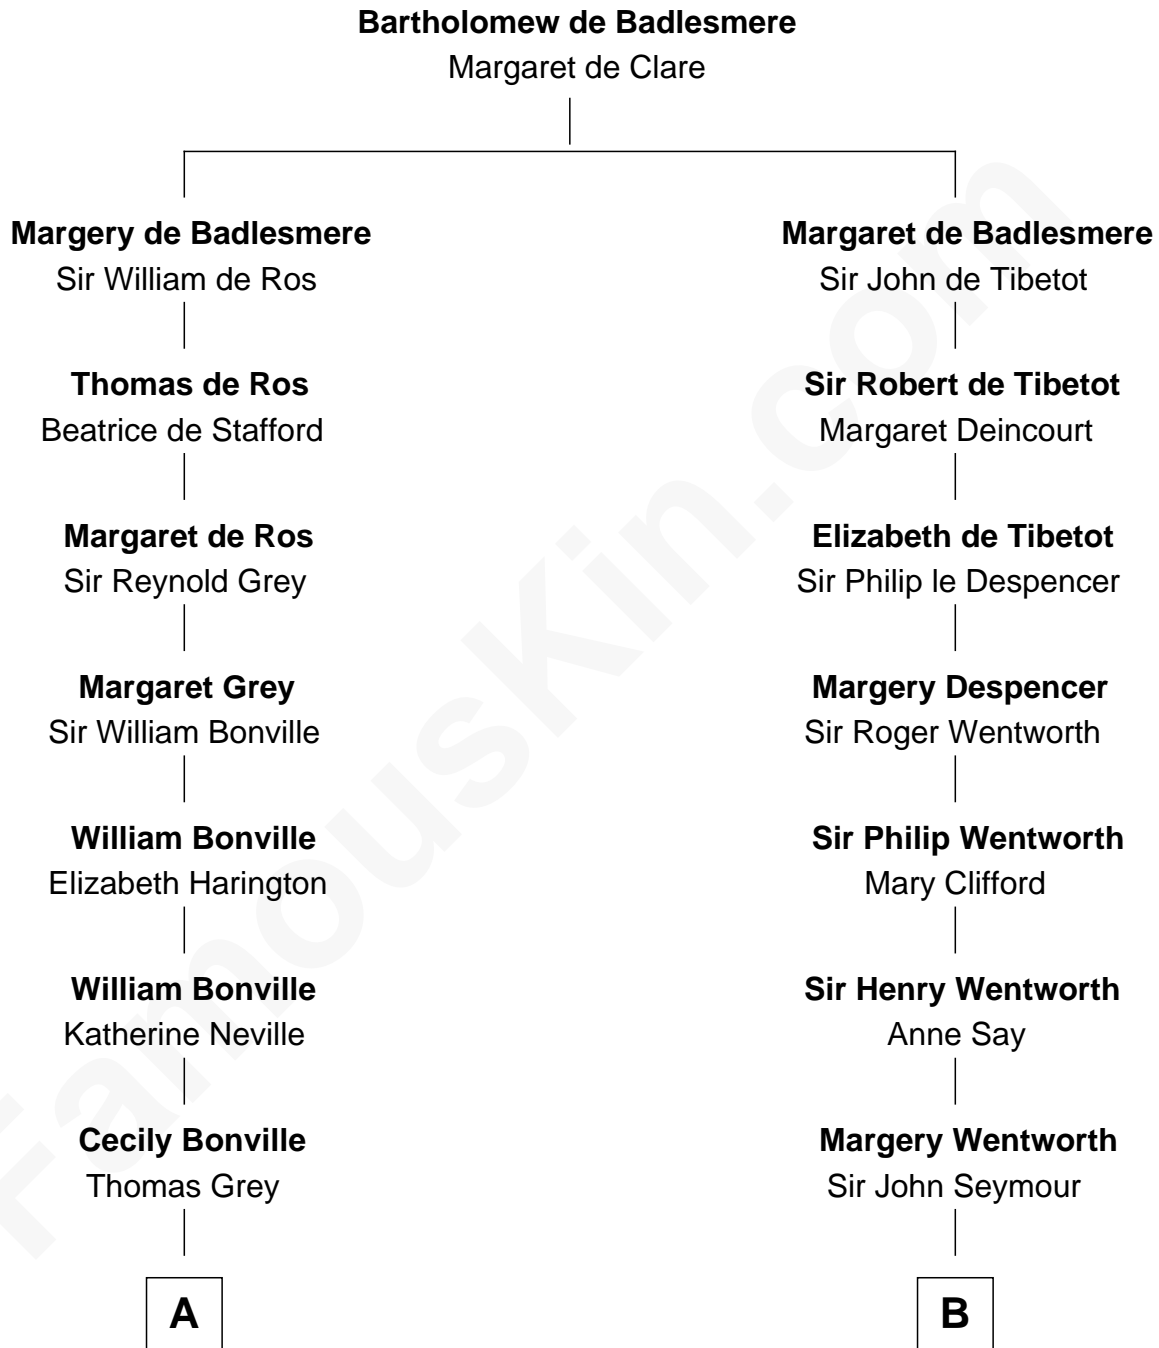 Bartholomew de Badlesmere
Margaret de Clare
Margery de Badlesmere
Sir William de Ros
Thomas de Ros
Beatrice de Stafford
Margaret de Ros
Sir Reynold Grey
Margaret Grey
Sir William Bonville
William Bonville
Elizabeth Harington
William Bonville
Katherine Neville
Cecily Bonville
Thomas Grey
A
Margaret de Badlesmere
Sir John de Tibetot
Sir Robert de Tibetot
Margaret Deincourt
Elizabeth de Tibetot
Sir Philip le Despencer
Margery Despencer
Sir Roger Wentworth
Sir Philip Wentworth
Mary Clifford
Sir Henry Wentworth
Anne Say
Margery Wentworth
Sir John Seymour
B
FamousKin.com